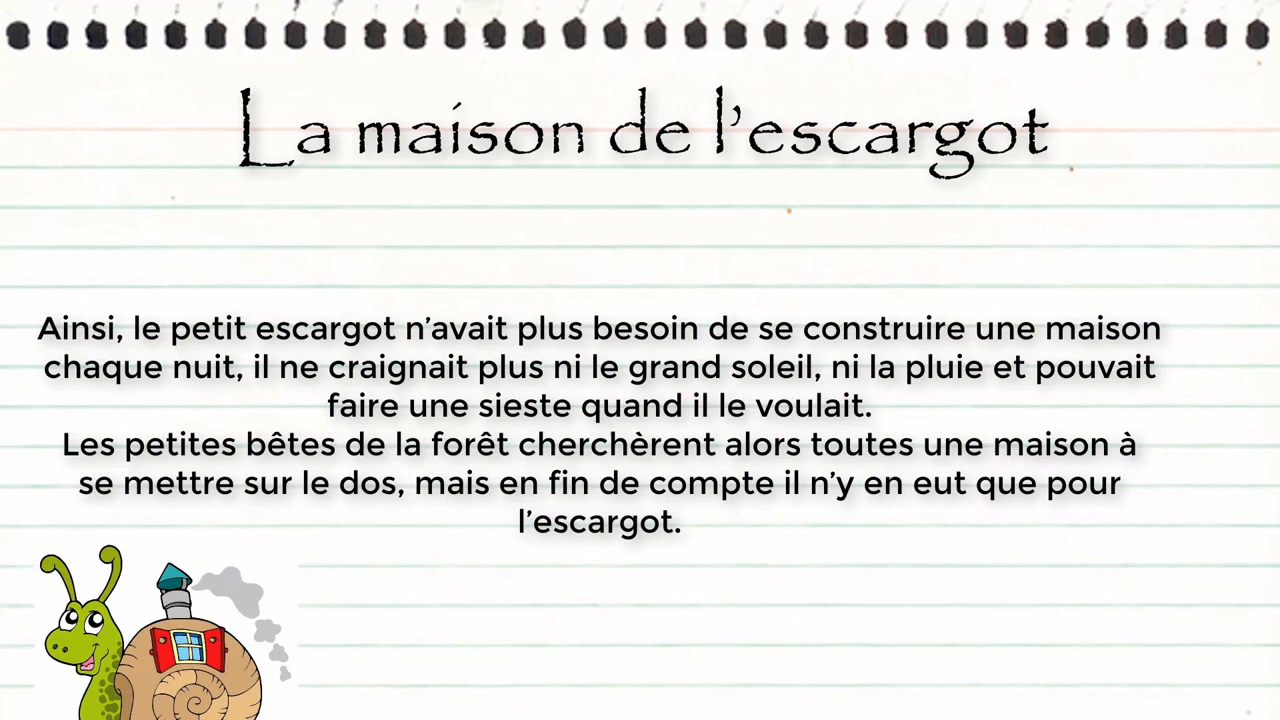 La maison de l’escargot
Ainsi, le petit escargot n’avait plus besoin de se construire une maison
chaque nuit, il ne craignait plus ni le grand soleil, ni la pluie et pouvait
faire une sieste quand il le voulait.
Les petites bêtes de la forêt cherchèrent alors toutes une maison à
se mettre sur le dos, mais en fin de compte il n’y en eut que pour
l’escargot.